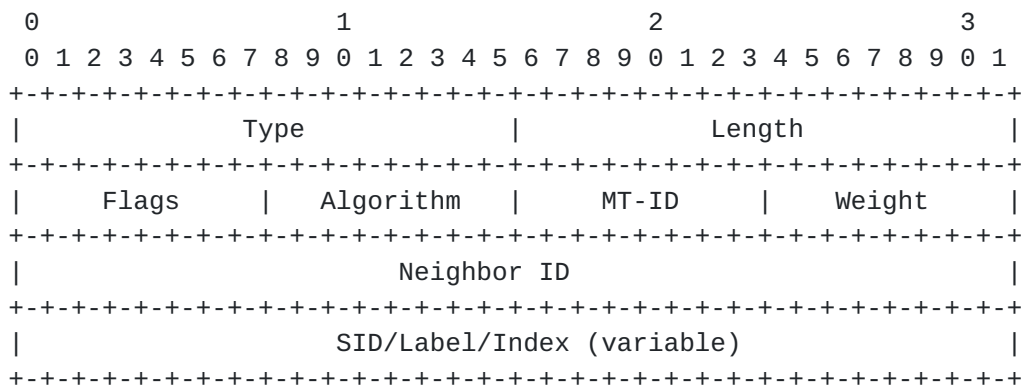 0                   1                   2                   3
 0 1 2 3 4 5 6 7 8 9 0 1 2 3 4 5 6 7 8 9 0 1 2 3 4 5 6 7 8 9 0 1
+-+-+-+-+-+-+-+-+-+-+-+-+-+-+-+-+-+-+-+-+-+-+-+-+-+-+-+-+-+-+-+-+
|              Type             |            Length             |
+-+-+-+-+-+-+-+-+-+-+-+-+-+-+-+-+-+-+-+-+-+-+-+-+-+-+-+-+-+-+-+-+
|     Flags     |   Algorithm   |     MT-ID     |    Weight     |
+-+-+-+-+-+-+-+-+-+-+-+-+-+-+-+-+-+-+-+-+-+-+-+-+-+-+-+-+-+-+-+-+
|                        Neighbor ID                            |
+-+-+-+-+-+-+-+-+-+-+-+-+-+-+-+-+-+-+-+-+-+-+-+-+-+-+-+-+-+-+-+-+
|                    SID/Label/Index (variable)                 |
+-+-+-+-+-+-+-+-+-+-+-+-+-+-+-+-+-+-+-+-+-+-+-+-+-+-+-+-+-+-+-+-+